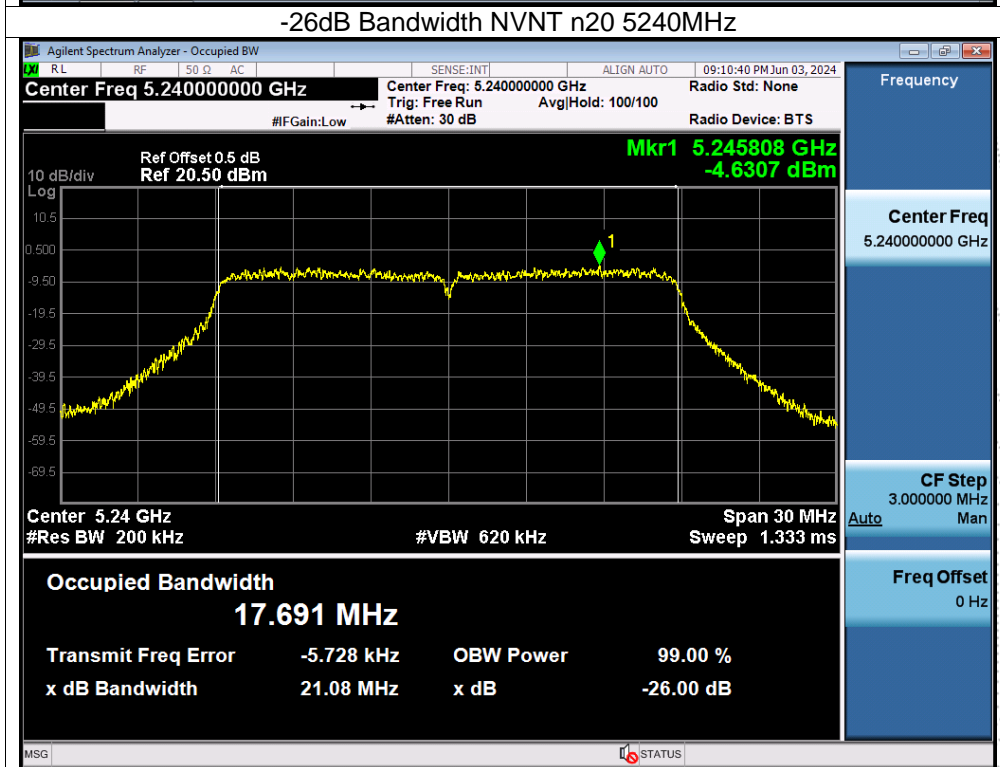 -26dB Bandwidth NVNT n20 5240MHz
Agilent Spectrum Analyzer - Occupied BW
LXI RL RF 50 Ω AC SENSE:INT ALIGN AUTO 09:10:40 PM Jun 03, 2024
Center Freq 5.240000000 GHz Center Freq: 5.240000000 GHz Radio Std: None Frequency
Trig: Free Run Avg|Hold: 100/100
#IFGain:Low #Atten: 30 dB Radio Device: BTS
Mkr1 5.245808 GHz
Ref Offset 0.5 dB -4.6307 dBm
10 dB/div Ref 20.50 dBm
Log
10.5
0.500
-9.50
-19.5
-29.5
-39.5
-49.5
-59.5
-69.5
1
Center Freq
5.240000000 GHz
CF Step
3.000000 MHz
Auto Man
Center 5.24 GHz Span 30 MHz
#Res BW 200 kHz #VBW 620 kHz Sweep 1.333 ms
Freq Offset
0 Hz
Occupied Bandwidth
17.691 MHz
Transmit Freq Error -5.728 kHz OBW Power 99.00 %
x dB Bandwidth 21.08 MHz x dB -26.00 dB
MSG STATUS